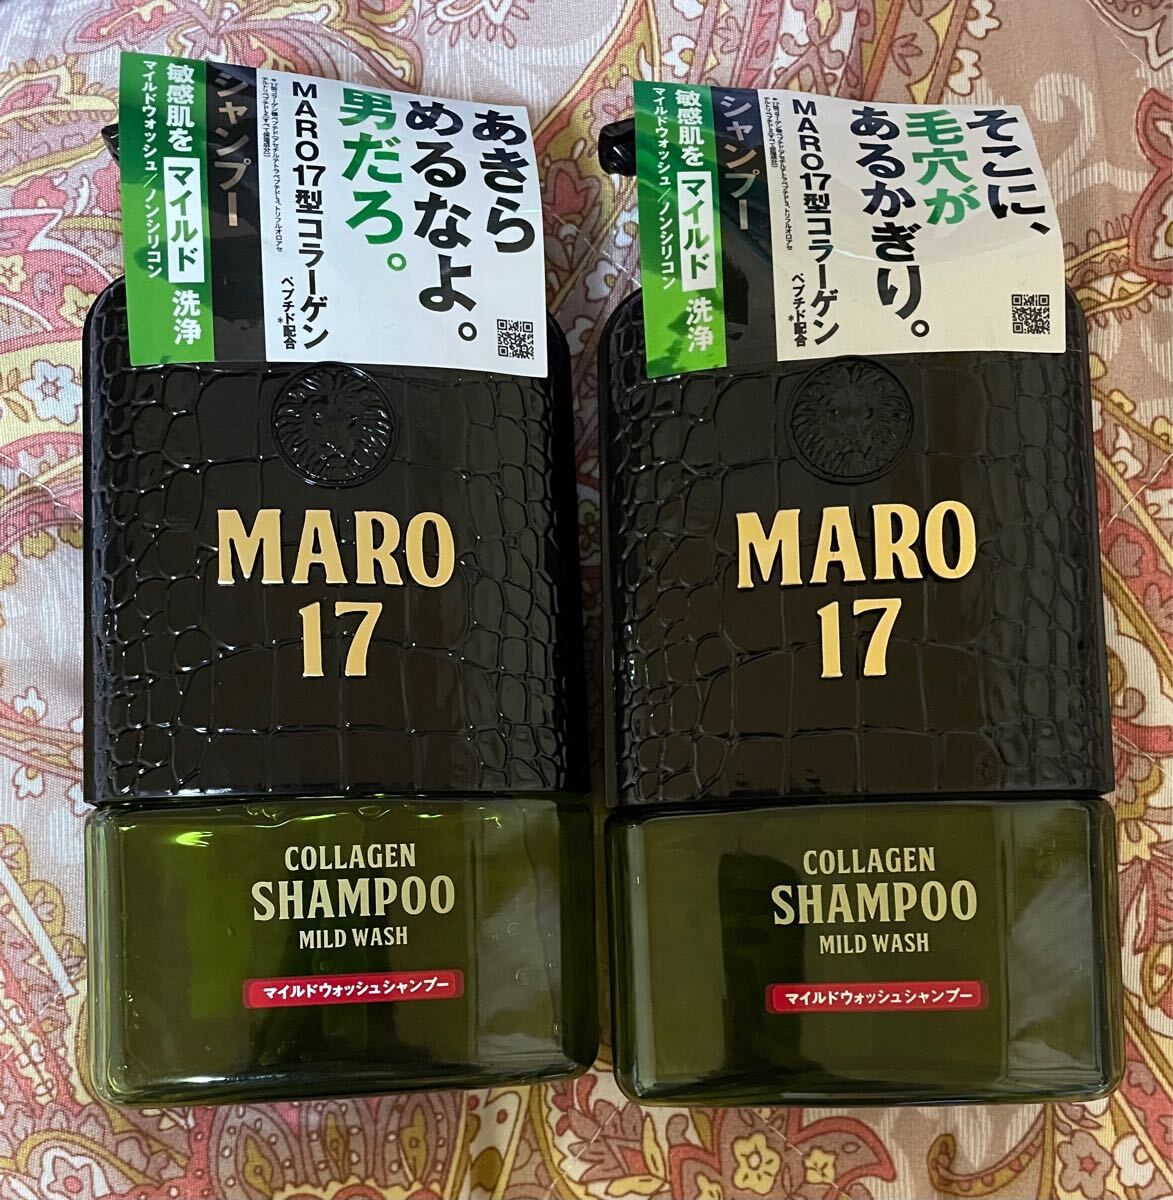 あきら
めるなよ。
男だろ。
MARO17型コラーゲン
ペプチド配合*
シャンプー
敏感肌をマイルド洗浄
マイルドウォッシュ/ノンシリコン
MARO
17
COLLAGEN
SHAMPOO
MILD WASH
マイルドウォッシュシャンプー
そこに、
毛穴が
あるかぎり。
MARO17型コラーゲン
ペプチド配合*
シャンプー
敏感肌をマイルド洗浄
マイルドウォッシュ/ノンシリコン
MARO
17
COLLAGEN
SHAMPOO
MILD WASH
マイルドウォッシュシャンプー